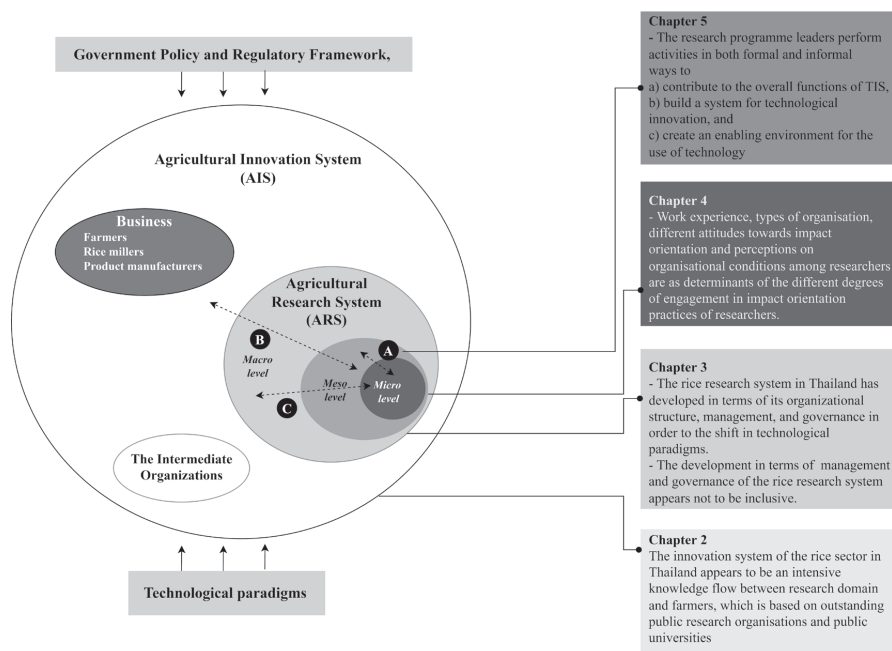 Government Policy and Regulatory Framework,
Agricultural Innovation System
(AIS)
Business
Farmers
Rice millers
Product manufacturers
Agricultural
Research System
(ARS)
A
B
Macro
level
Meso
level
Micro
level
C
The Intermediate
Organizations
Technological paradigms
Chapter 5
- The research programme leaders perform
activities in both formal and informal
ways to
a) contribute to the overall functions of TIS,
b) build a system for technological
innovation, and
c) create an enabling environment for the
use of technology
Chapter 4
- Work experience, types of organisation,
different attitudes towards impact
orientation and perceptions on
organisational conditions among researchers
are as determinants of the different degrees
of engagement in impact orientation
practices of researchers.
Chapter 3
- The rice research system in Thailand has
developed in terms of its organizational
structure, management, and governance in
order to the shift in technological
paradigms.
- The development in terms of management
and governance of the rice research system
appears not to be inclusive.
Chapter 2
The innovation system of the rice sector in
Thailand appears to be an intensive
knowledge flow between research domain
and farmers, which is based on outstanding
public research organisations and public
universities